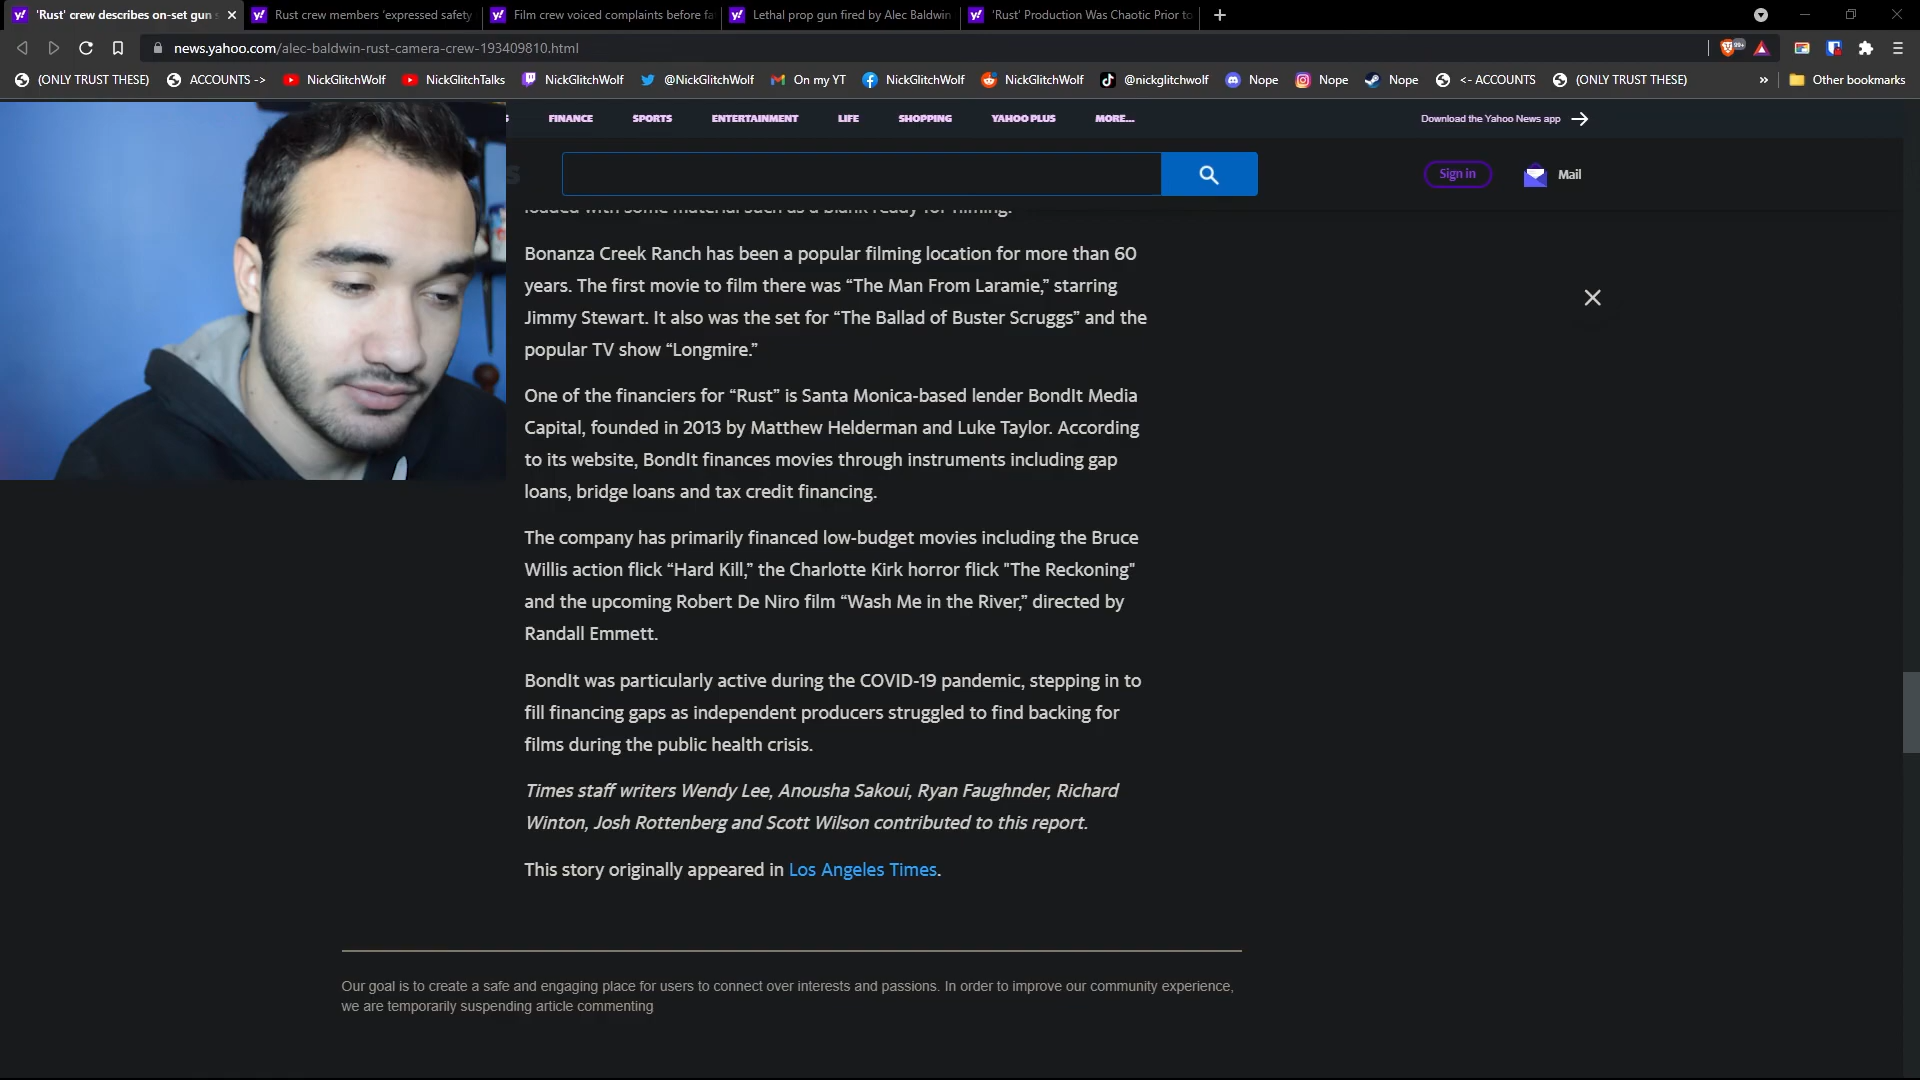 'Rust' crew describes on-set gun
Rust crew members 'expressed safety
Film crew voiced complaints before fa
Lethal prop gun fired by Alec Baldwin
'Rust' Production Was Chaotic Prior to
news.yahoo.com/alec-baldwin-rust-camera-crew-193409810.html
99+
(ONLY TRUST THESE)
ACCOUNTS ->
NickGlitchWolf
NickGlitchTalks
NickGlitchWolf
@NickGlitchWolf
On my YT
NickGlitchWolf
NickGlitchWolf
@nickglitchwolf
Nope
Nope
Nope
<- ACCOUNTS
(ONLY TRUST THESE)
Other bookmarks
FINANCE
SPORTS
ENTERTAINMENT
LIFE
SHOPPING
YAHOO PLUS
MORE...
Download the Yahoo News app
Sign in
Mail
loaded with some material such as a blank ready for filming.
Bonanza Creek Ranch has been a popular filming location for more than 60
years. The first movie to film there was “The Man From Laramie,” starring
Jimmy Stewart. It also was the set for “The Ballad of Buster Scruggs” and the
popular TV show “Longmire.”
One of the financiers for “Rust” is Santa Monica-based lender BondIt Media
Capital, founded in 2013 by Matthew Helderman and Luke Taylor. According
to its website, BondIt finances movies through instruments including gap
loans, bridge loans and tax credit financing.
The company has primarily financed low-budget movies including the Bruce
Willis action flick “Hard Kill,” the Charlotte Kirk horror flick "The Reckoning"
and the upcoming Robert De Niro film “Wash Me in the River,” directed by
Randall Emmett.
BondIt was particularly active during the COVID-19 pandemic, stepping in to
fill financing gaps as independent producers struggled to find backing for
films during the public health crisis.
Times staff writers Wendy Lee, Anousha Sakoui, Ryan Faughnder, Richard
Winton, Josh Rottenberg and Scott Wilson contributed to this report.
This story originally appeared in Los Angeles Times.
Our goal is to create a safe and engaging place for users to connect over interests and passions. In order to improve our community experience,
we are temporarily suspending article commenting